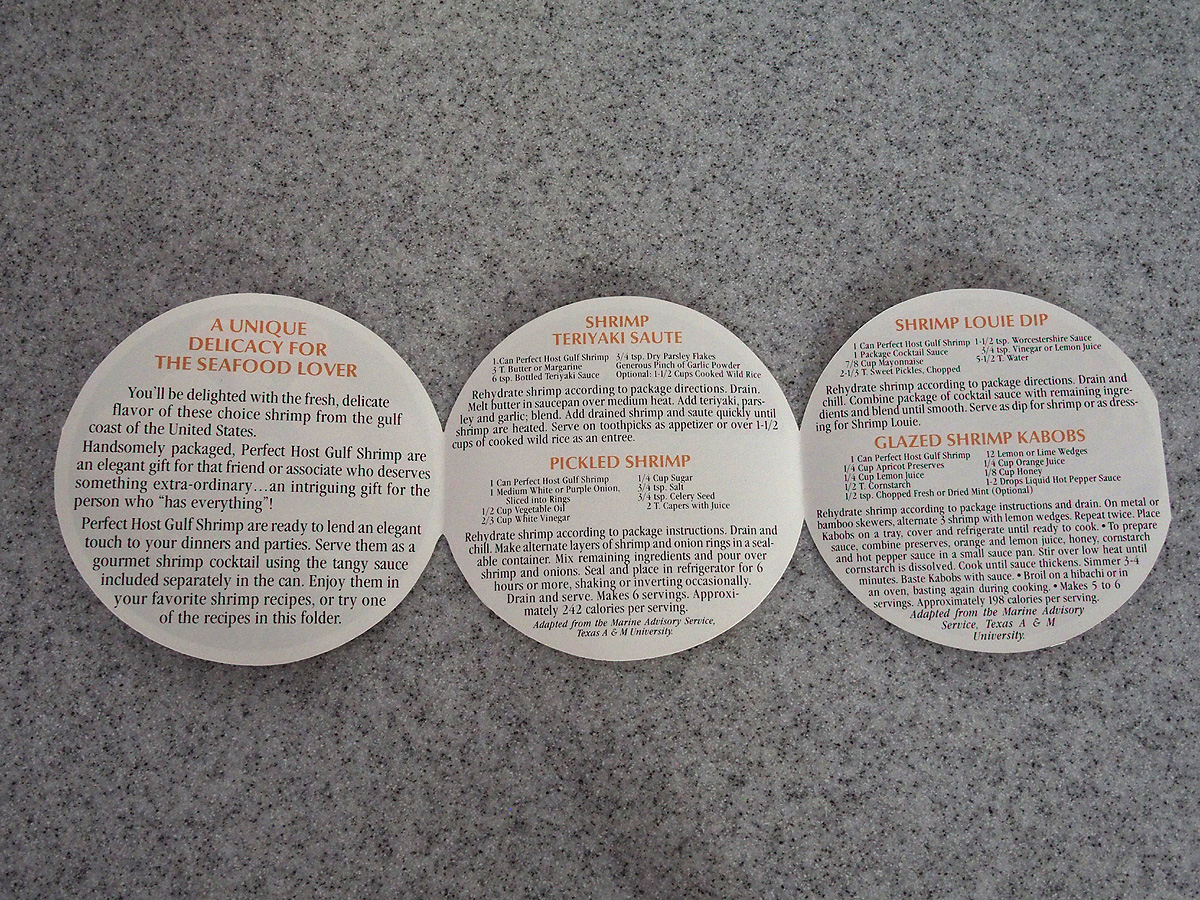 A UNIQUE
DELICACY FOR
THE SEAFOOD LOVER
You'll be delighted with the fresh, delicate
flavor of these choice shrimp from the gulf
coast of the United States.
Handsomely packaged, Perfect Host Gulf Shrimp are
an elegant gift for that friend or associate who deserves
something extra-ordinary...an intriguing gift for the
person who "has everything"!
Perfect Host Gulf Shrimp are ready to lend an elegant
touch to your dinners and parties. Serve them as a
gourmet shrimp cocktail using the tangy sauce
included separately in the can. Enjoy them in
your favorite shrimp recipes, or try one
of the recipes in this folder.
SHRIMP
TERIYAKI SAUTE
1 Can Perfect Host Gulf Shrimp
3 T. Butter or Margarine
6 tsp. Bottled Teriyaki Sauce
3/4 tsp. Dry Parsley Flakes
Generous Pinch of Garlic Powder
Optional: 1-1/2 Cups Cooked Wild Rice
Rehydrate shrimp according to package directions. Drain.
Melt butter in saucepan over medium heat. Add teriyaki, pars-
ley and garlic; blend. Add drained shrimp and saute quickly until
shrimp are heated. Serve on toothpicks as appetizer or over 1-1/2
cups of cooked wild rice as an entree.
PICKLED SHRIMP
1 Can Perfect Host Gulf Shrimp
1 Medium White or Purple Onion,
Sliced into Rings
1/2 Cup Vegetable Oil
2/3 Cup White Vinegar
1/4 Cup Sugar
3/4 tsp. Salt
3/4 tsp. Celery Seed
2 T. Capers with Juice
Rehydrate shrimp according to package instructions. Drain and
chill. Make alternate layers of shrimp and onion rings in a seal-
able container. Mix remaining ingredients and pour over
shrimp and onions. Seal and place in refrigerator for 6
hours or more, shaking or inverting occasionally.
Drain and serve. Makes 6 servings. Approxi-
mately 242 calories per serving.
Adapted from the Marine Advisory Service,
Texas A & M University.
SHRIMP LOUIE DIP
1 Can Perfect Host Gulf Shrimp
1 Package Cocktail Sauce
7/8 Cup Mayonnaise
2-1/3 T. Sweet Pickles, Chopped
1-1/2 tsp. Worcestershire Sauce
3/4 tsp. Vinegar or Lemon Juice
5-1/2 T. Water
Rehydrate shrimp according to package directions. Drain and
chill. Combine package of cocktail sauce with remaining ingre-
dients and blend until smooth. Serve as dip for shrimp or as dress-
ing for Shrimp Louie.
GLAZED SHRIMP KABOBS
1 Can Perfect Host Gulf Shrimp
1/4 Cup Apricot Preserves
1/4 Cup Lemon Juice
1/2 T. Cornstarch
1/2 tsp. Chopped Fresh or Dried Mint (Optional)
12 Lemon or Lime Wedges
1/4 Cup Orange Juice
1/8 Cup Honey
1-2 Drops Liquid Hot Pepper Sauce
Rehydrate shrimp according to package instructions and drain. On metal or
bamboo skewers, alternate 3 shrimp with lemon wedges. Repeat twice. Place
Kabobs on a tray, cover and refrigerate until ready to cook. • To prepare
sauce, combine preserves, orange and lemon juice, honey, cornstarch
and hot pepper sauce in a small sauce pan. Stir over low heat until
cornstarch is dissolved. Cook until sauce thickens. Simmer 3-4
minutes. Baste Kabobs with sauce. • Broil on a hibachi or in
an oven, basting again during cooking. • Makes 5 to 6
servings. Approximately 198 calories per serving.
Adapted from the Marine Advisory
Service, Texas A & M
University.